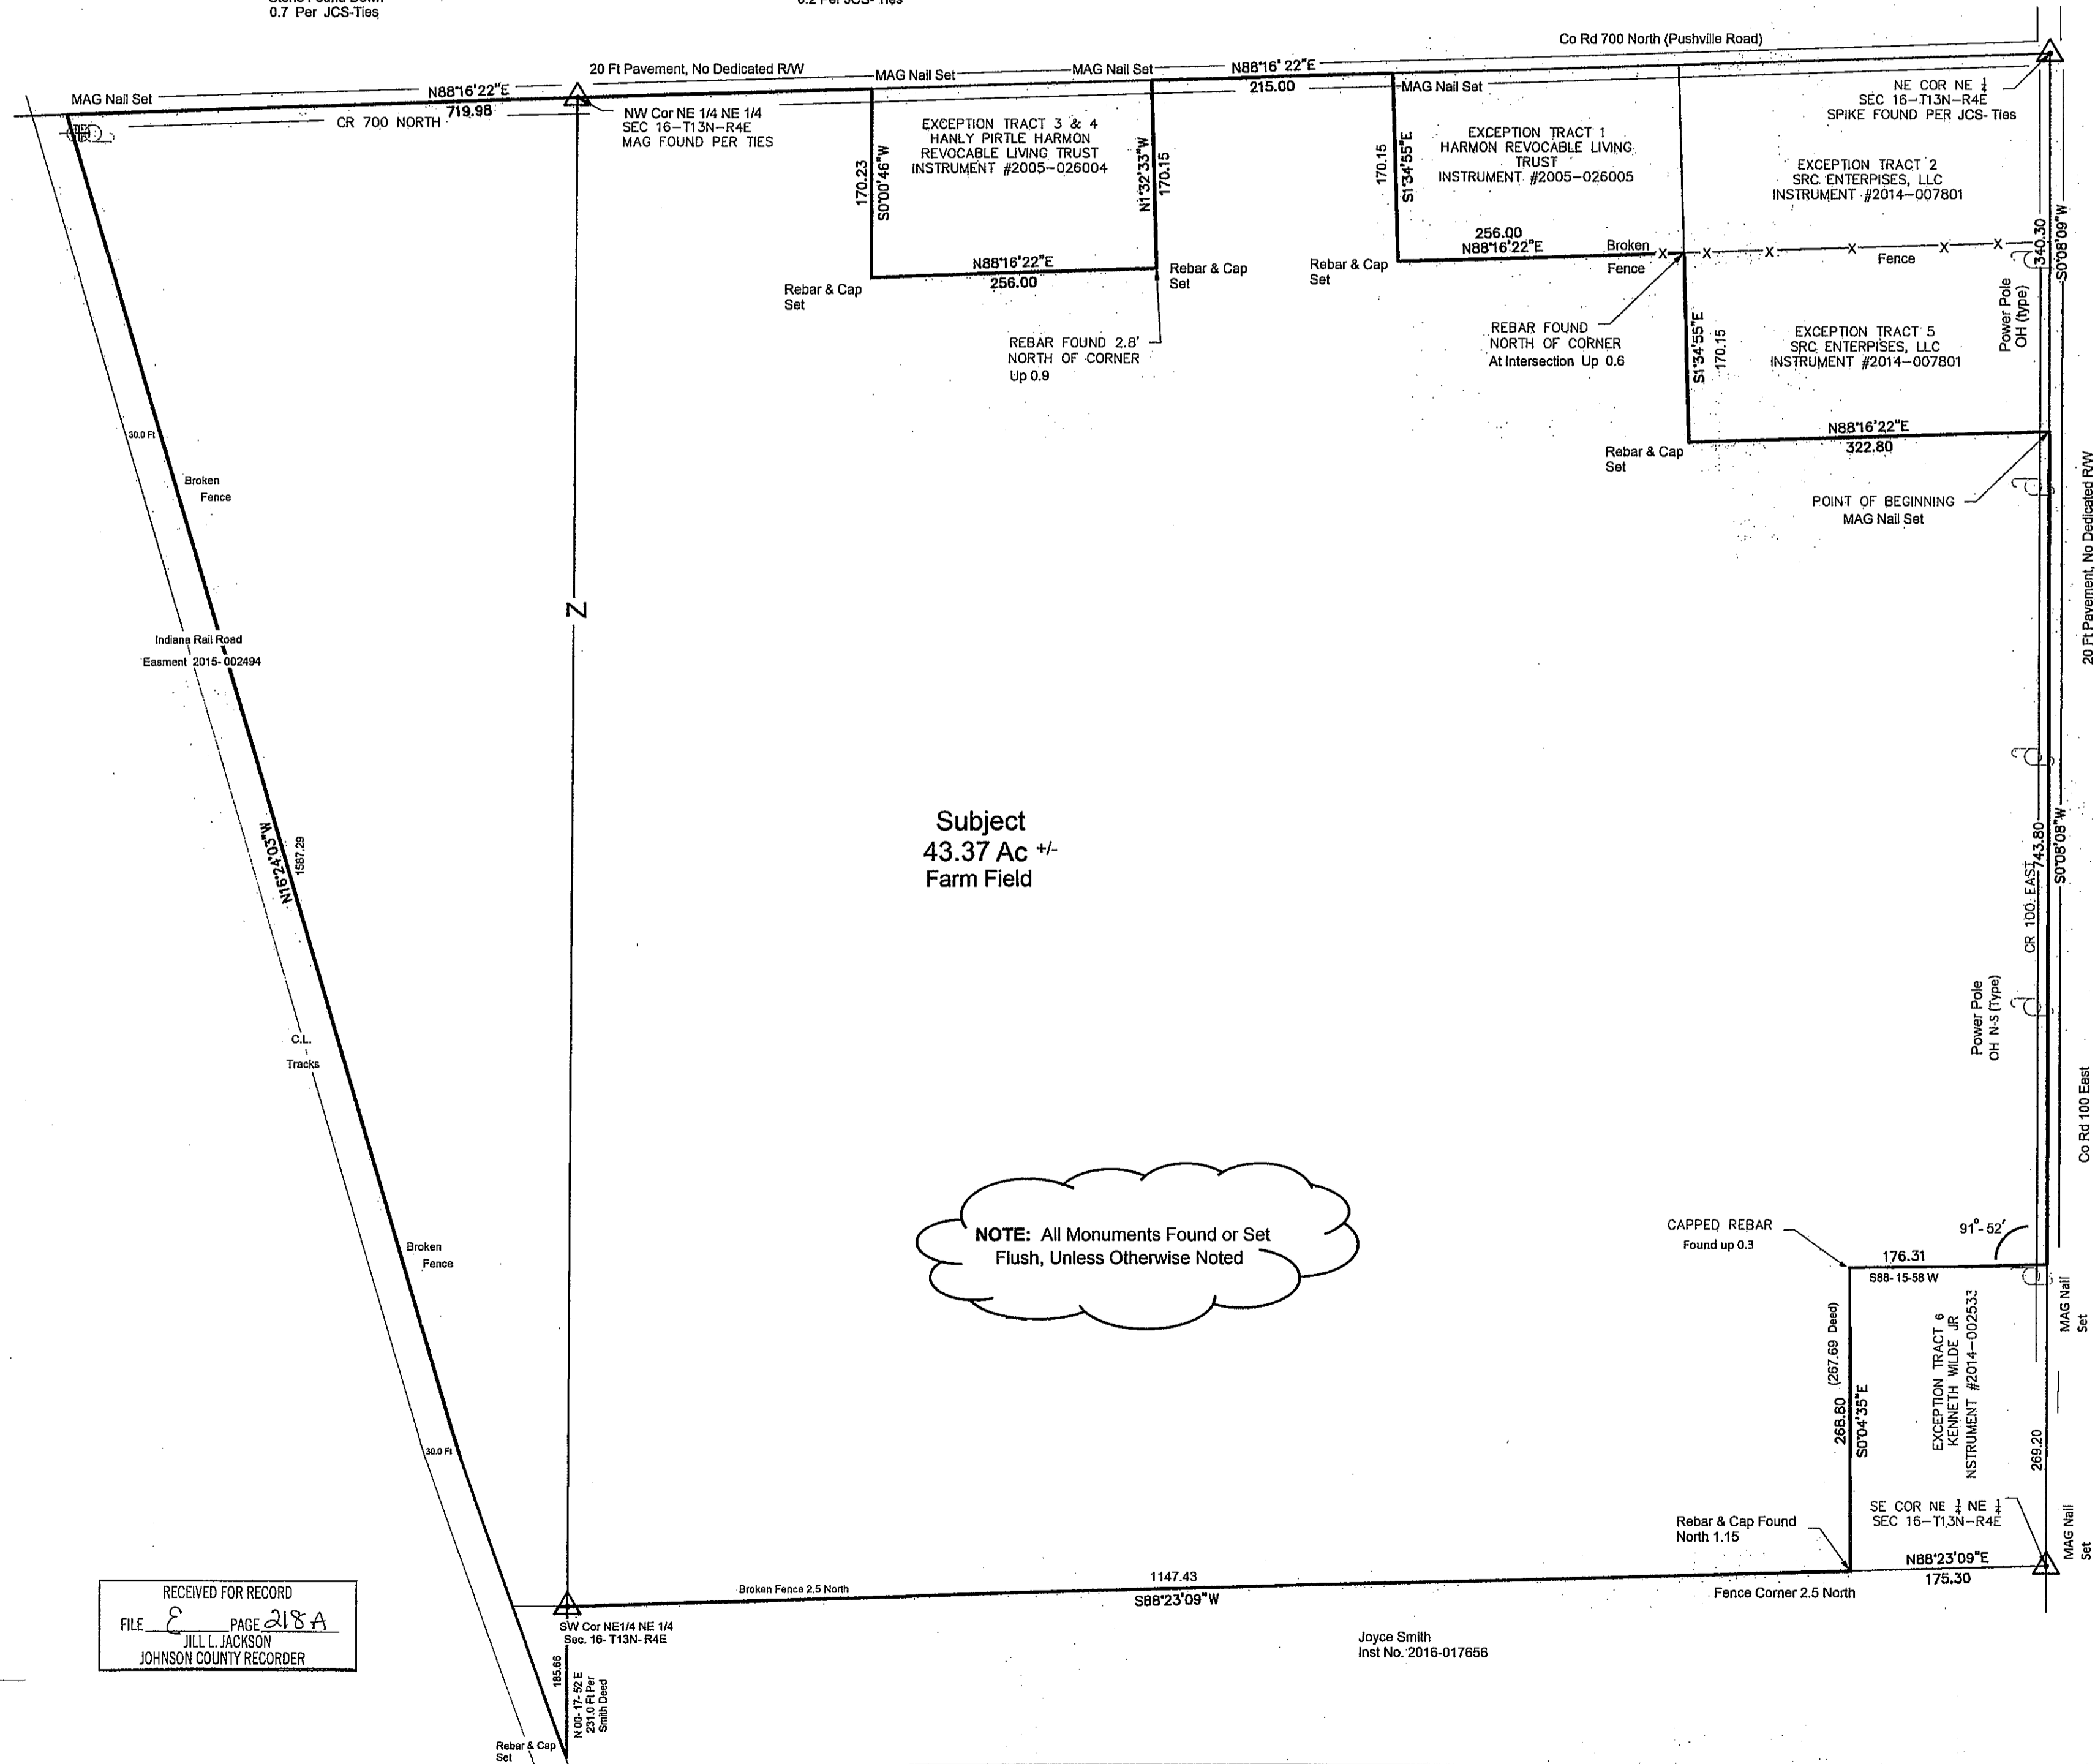 0.7 Per JCS-Ties
Co Rd 700 North (Pushville Road)
20 Ft Pavement, No Dedicated R/W
MAG Nail Set
MAG Nail Set
N88°16' 22"E
215.00
MAG Nail Set
MAG Nail Set
N88°16'22"E
719.98
CR 700 NORTH
NW Cor NE 1/4 NE 1/4
SEC 16-T13N-R4E
MAG FOUND PER TIES
EXCEPTION TRACT 3 & 4
HANLY PIRTLE HARMON
REVOCABLE LIVING TRUST
INSTRUMENT #2005-026004
170.23
S0°00'46"W
N1°32'33"W
170.15
N88°16'22"E
256.00
Rebar & Cap
Set
Rebar & Cap
Set
REBAR FOUND 2.8'
NORTH OF CORNER
Up 0.9
170.15
S1°34'55"E
EXCEPTION TRACT 1
HARMON REVOCABLE LIVING
TRUST
INSTRUMENT #2005-026005
256.00
N88°16'22"E
Broken
Fence
Rebar & Cap
Set
NE COR NE ¼
SEC 16-T13N-R4E
SPIKE FOUND PER JCS- Ties
EXCEPTION TRACT 2
SRC ENTERPISES, LLC
INSTRUMENT #2014-007801
X X X X X X
Fence
340.30
S0°08'09"W
Power Pole
OH (type)
REBAR FOUND
NORTH OF CORNER
At Intersection Up 0.6
S1°34'55"E
170.15
EXCEPTION TRACT 5
SRC ENTERPISES, LLC
INSTRUMENT #2014-007801
N88°16'22"E
322.80
Rebar & Cap
Set
POINT OF BEGINNING
MAG Nail Set
20 Ft Pavement, No Dedicated R/W
30.0 Ft
Broken
Fence
Z
Indiana Rail Road
Easment 2015-002494
N16°24'03"W
1587.29
C.L.
Tracks
Subject
43.37 Ac +/-
Farm Field
CR 100 EAST
743.80
S0°08'08"W
Power Pole
OH N-S (Type)
Co Rd 100 East
NOTE: All Monuments Found or Set
Flush, Unless Otherwise Noted
Broken
Fence
30.0 Ft
CAPPED REBAR
Found up 0.3
91°-52'
176.31
S88-15-58 W
268.80 (267.69 Deed)
S0°04'35"E
EXCEPTION TRACT 6
KENNETH WILDE JR
NSTRUMENT #2014-002533
269.20
MAG Nail
Set
Rebar & Cap Found
North 1.15
SE COR NE ¼ NE ¼
SEC 16-T13N-R4E
MAG Nail
Set
N88°23'09"E
175.30
Broken Fence 2.5 North
1147.43
S88°23'09"W
Fence Corner 2.5 North
SW Cor NE1/4 NE 1/4
Sec. 16- T13N- R4E
Joyce Smith
Inst No. 2016-017656
185.66
N 00- 17- 52 E
231.0 Ft Per
Smith Deed
Rebar & Cap
Set
RECEIVED FOR RECORD
FILE E PAGE 218 A
JILL L. JACKSON
JOHNSON COUNTY RECORDER